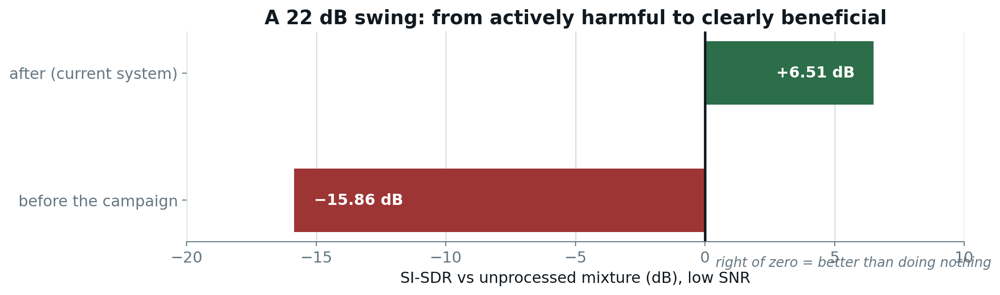 A 22 dB swing: from actively harmful to clearly beneficial
after (current system)
+6.51 dB
before the campaign
−15.86 dB
−20 −15 −10 −5 0 5 10
right of zero = better than doing nothing
SI-SDR vs unprocessed mixture (dB), low SNR